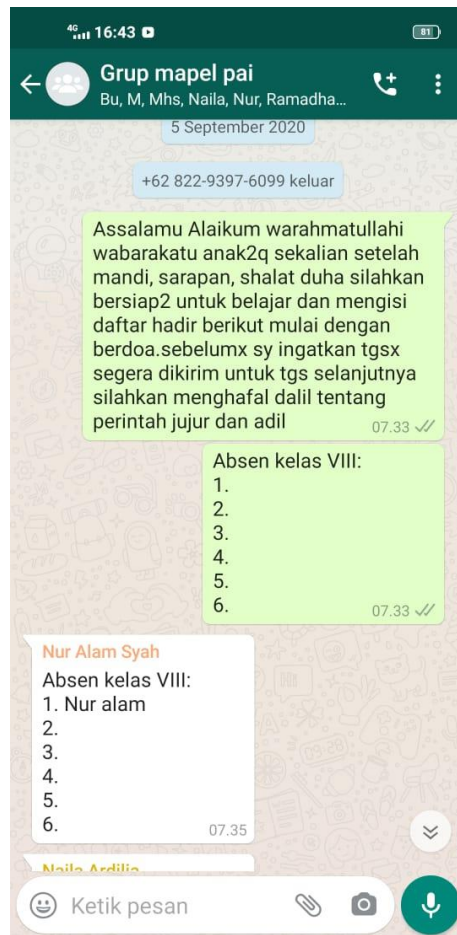 4G 16:43 81
Grup mapel pai
Bu, M, Mhs, Naila, Nur, Ramadha...
5 September 2020
+62 822-9397-6099 keluar
Assalamu Alaikum warahmatullahi
wabarakatu anak2q sekalian setelah
mandi, sarapan, shalat duha silahkan
bersiap2 untuk belajar dan mengisi
daftar hadir berikut mulai dengan
berdoa.sebelumx sy ingatkan tgsx
segera dikirim untuk tgs selanjutnya
silahkan menghafal dalil tentang
perintah jujur dan adil
07.33
Absen kelas VIII:
1.
2.
3.
4.
5.
6.
07.33
Nur Alam Syah
Absen kelas VIII:
1. Nur alam
2.
3.
4.
5.
6.
07.35
Naila Ardilia
Ketik pesan